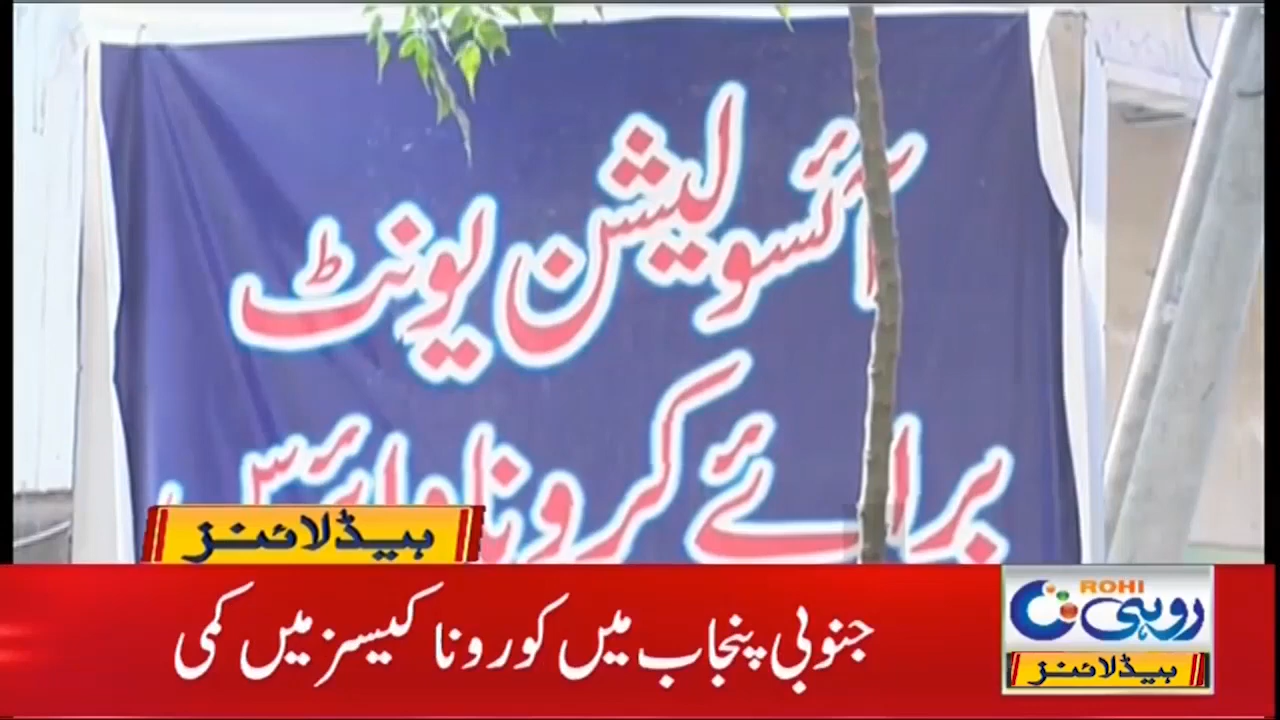 آئسولیشن یونٹ
برائے کرونا وائرس
ہیڈلائنز
جنوبی پنجاب میں کورونا کیسز میں کمی
ROHI
روہی
ہیڈلائنز